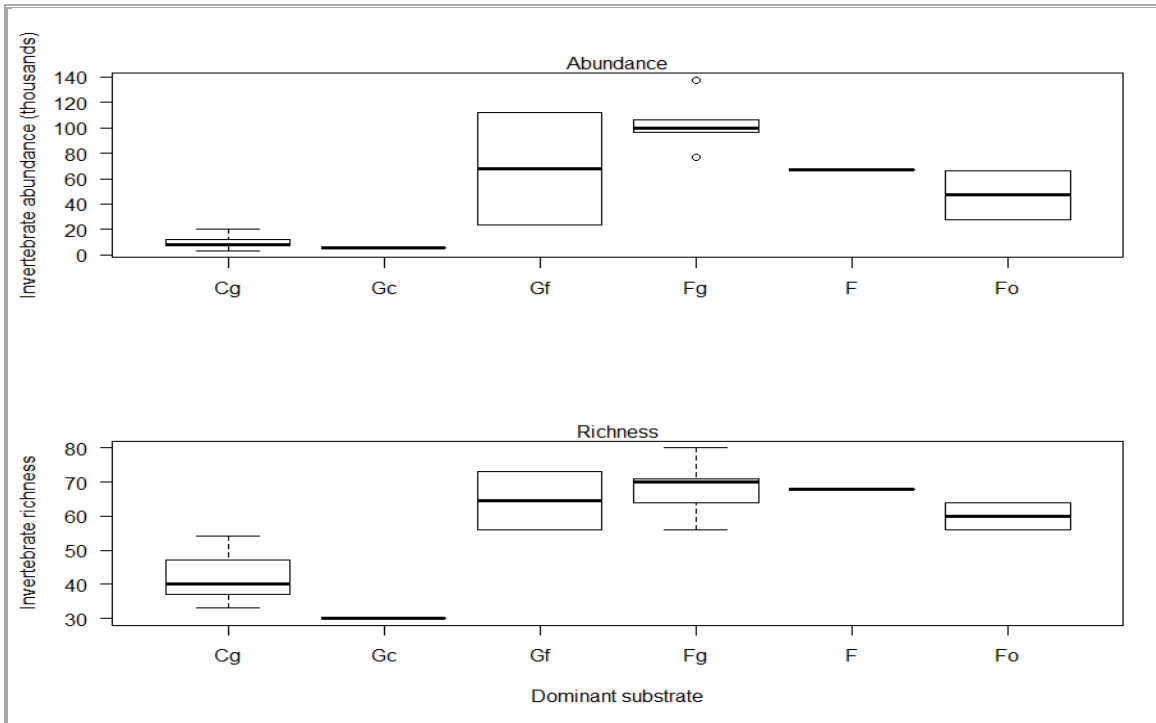 Abundance
Invertebrate abundance (thousands)
140
120
100
80
60
40
20
0
Cg Gc Gf Fg F Fo
Richness
Invertebrate richness
80
70
60
50
40
30
Cg Gc Gf Fg F Fo
Dominant substrate